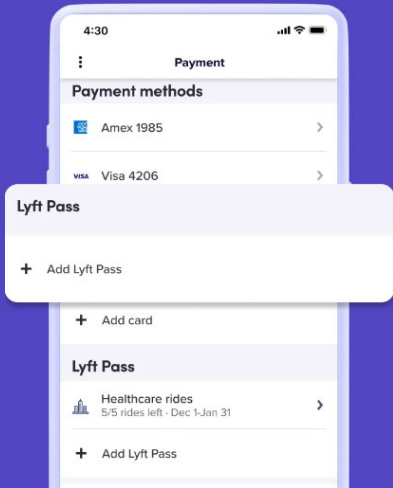 4:30
Payment
Payment methods
Amex 1985
VISA Visa 4206
Lyft Pass
+ Add Lyft Pass
+ Add card
Lyft Pass
Healthcare rides
5/5 rides left · Dec 1-Jan 31
+ Add Lyft Pass